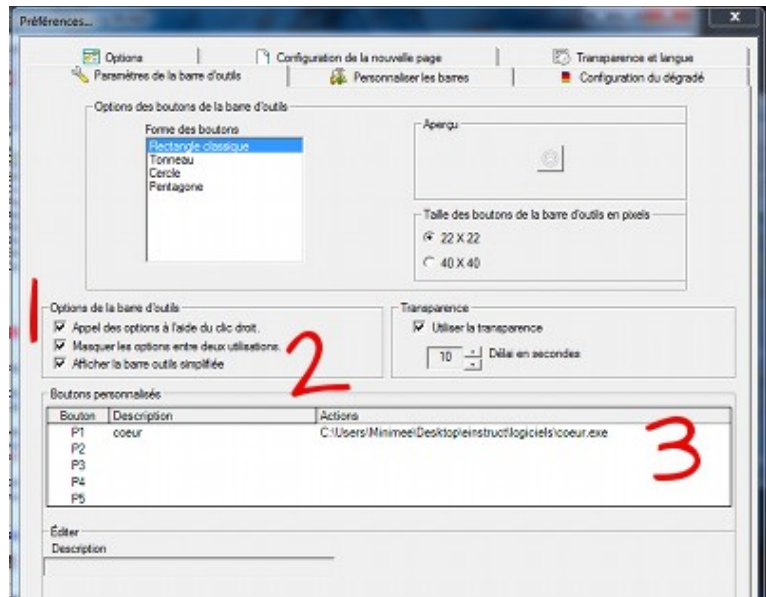 Préférences...
x
Options
Configuration de la nouvelle page
Transparence et langue
Paramètres de la barre d'outils
Personnaliser les barres
Configuration du dégradé
Options des boutons de la barre d'outils
Forme des boutons
Rectangle classique
Tonneau
Cercle
Pentagone
Aperçu
Taille des boutons de la barre d'outils en pixels
22 X 22
40 X 40
1
Options de la barre d'outils
Appel des options à l'aide du clic droit.
Masquer les options entre deux utilisations.
Afficher la barre outils simplifiée
2
Transparence
Utiliser la transparence
10 Délai en secondes
Boutons personnalisés
Bouton Description Actions
P1 coeur C:\Users\Minimee\Desktop\einstruct\logiciels\coeur.exe
P2
P3
P4
P5
3
Éditer
Description